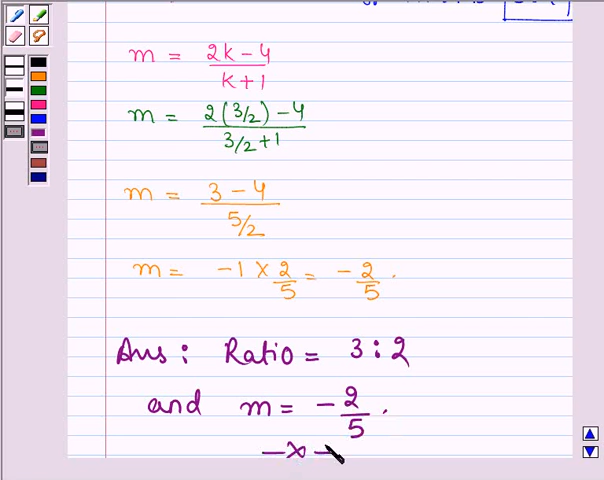 m = 2k-4/k+1
m = 2(3/2)-4/3/2+1
m = 3-4/5/2
m = -1 × 2/5 = -2/5.
Ans : Ratio = 3:2
and m = -2/5.
-x-